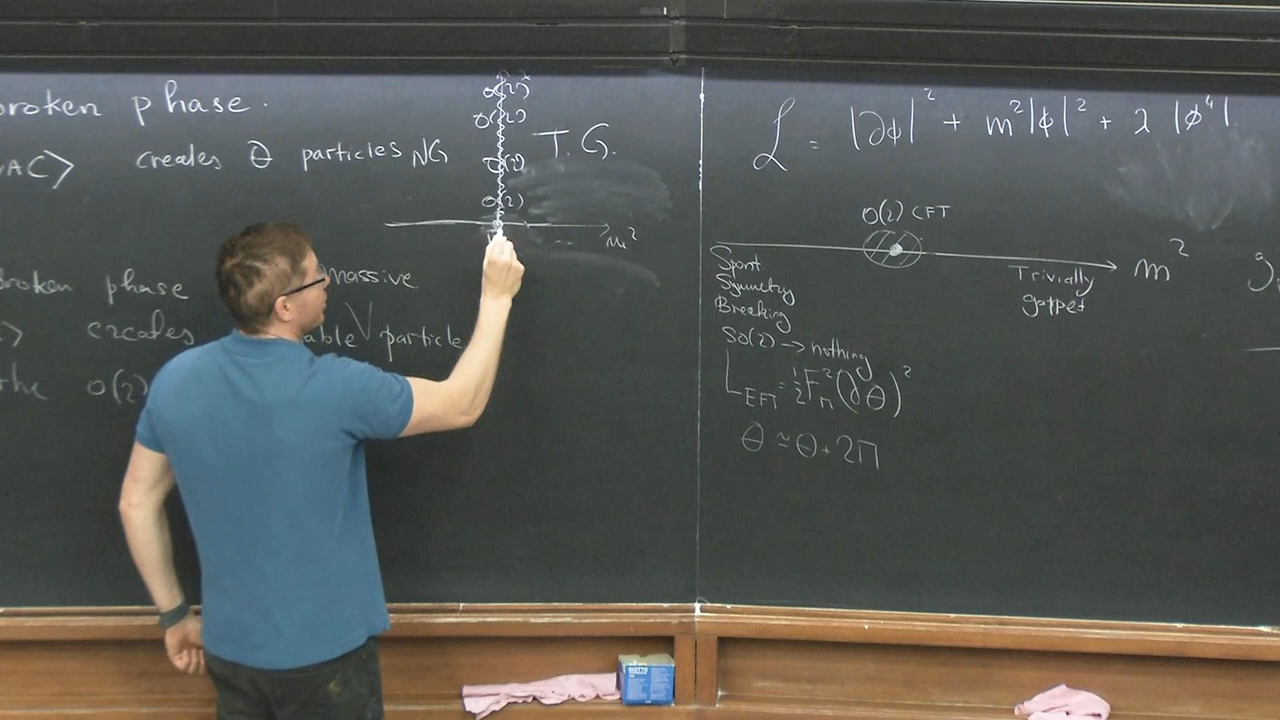 broken phase.
VAC> creates θ particles NG
broken phase massive
> creates able particle
the O(2)
O(2)
O(2)
O(2)
O(2)
T.G.
m²
ℒ = |∂φ|² + m²|φ|² + λ|φ⁴|.
O(2) CFT
m²
Spont
Symmetry
Breaking
Trivially
gapped
SO(2) → nothing
L_EFT = ½ F_π² (∂θ)²
θ ≃ θ + 2π